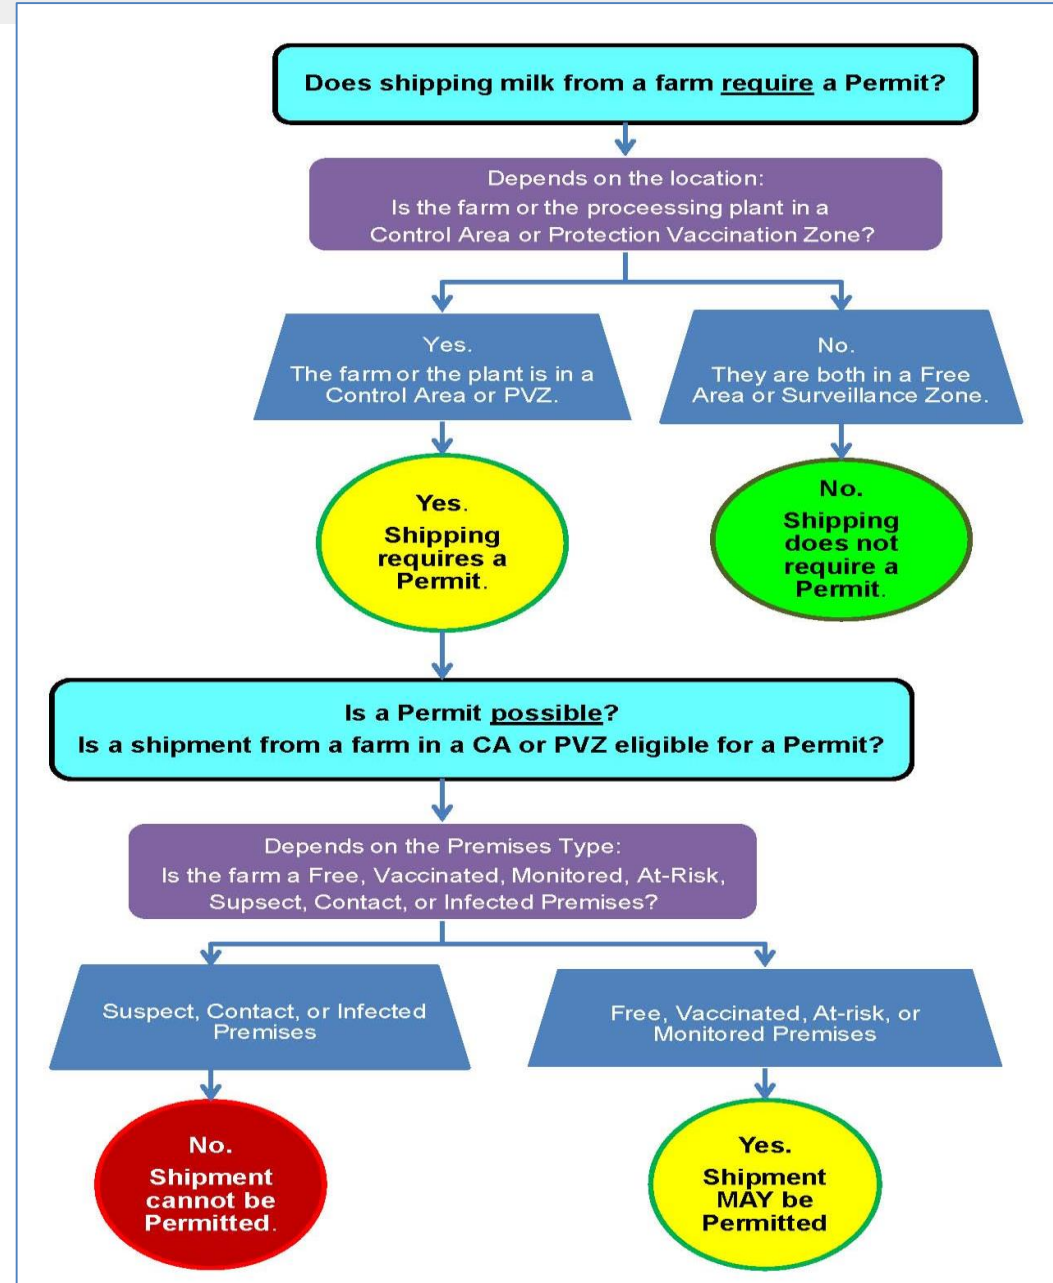 Does shipping milk from a farm require a Permit?
Depends on the location:
Is the farm or the proceessing plant in a
Control Area or Protection Vaccination Zone?
Yes.
The farm or the plant is in a
Control Area or PVZ.
No.
They are both in a Free
Area or Surveillance Zone.
Yes.
Shipping
requires a
Permit.
No.
Shipping
does not
require a
Permit.
Is a Permit possible?
Is a shipment from a farm in a CA or PVZ eligible for a Permit?
Depends on the Premises Type:
Is the farm a Free, Vaccinated, Monitored, At-Risk,
Supsect, Contact, or Infected Premises?
Suspect, Contact, or Infected
Premises
Free, Vaccinated, At-risk, or
Monitored Premises
No.
Shipment
cannot be
Permitted.
Yes.
Shipment
MAY be
Permitted